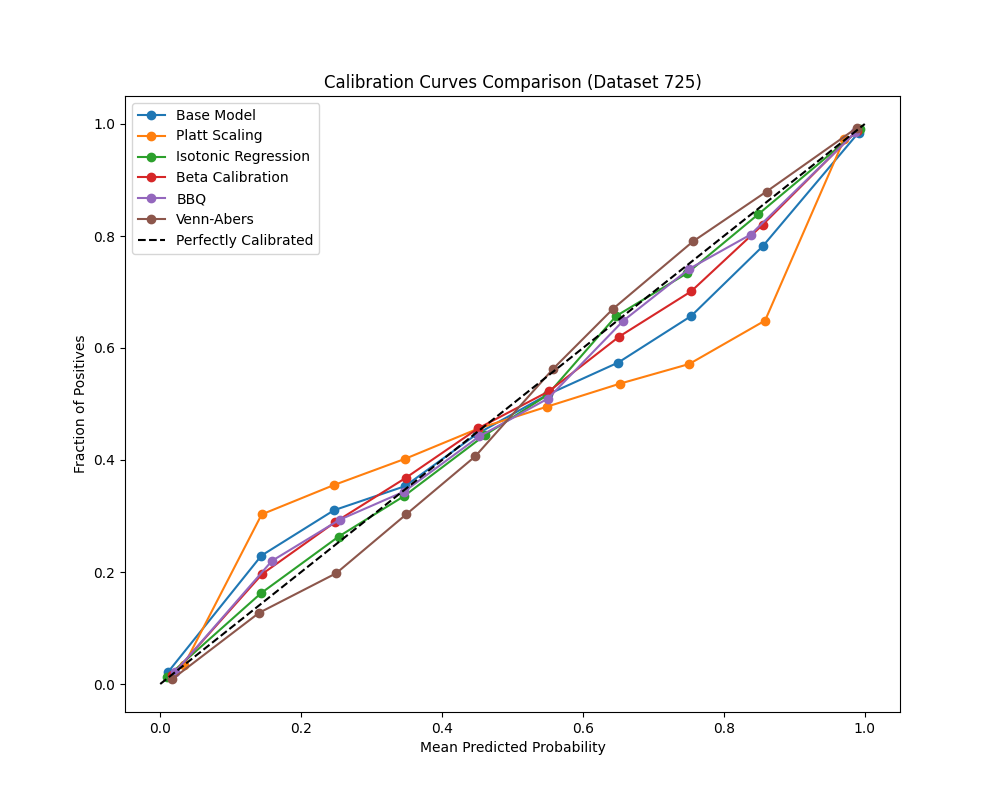 Calibration Curves Comparison (Dataset 725)
Base Model
Platt Scaling
Isotonic Regression
Beta Calibration
BBQ
Venn-Abers
Perfectly Calibrated
Fraction of Positives
1.0
0.8
0.6
0.4
0.2
0.0
0.0 0.2 0.4 0.6 0.8 1.0
Mean Predicted Probability